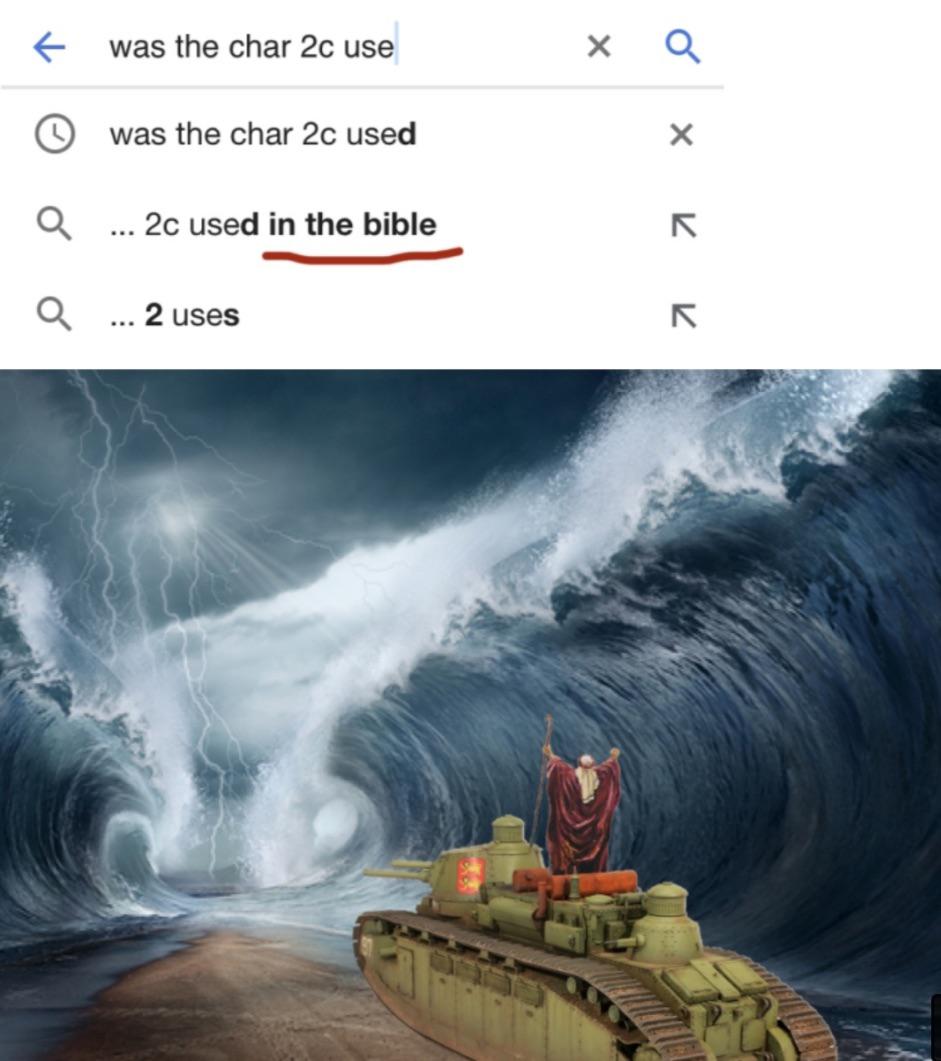 was the char 2c use
was the char 2c used
... 2c used in the bible
... 2 uses